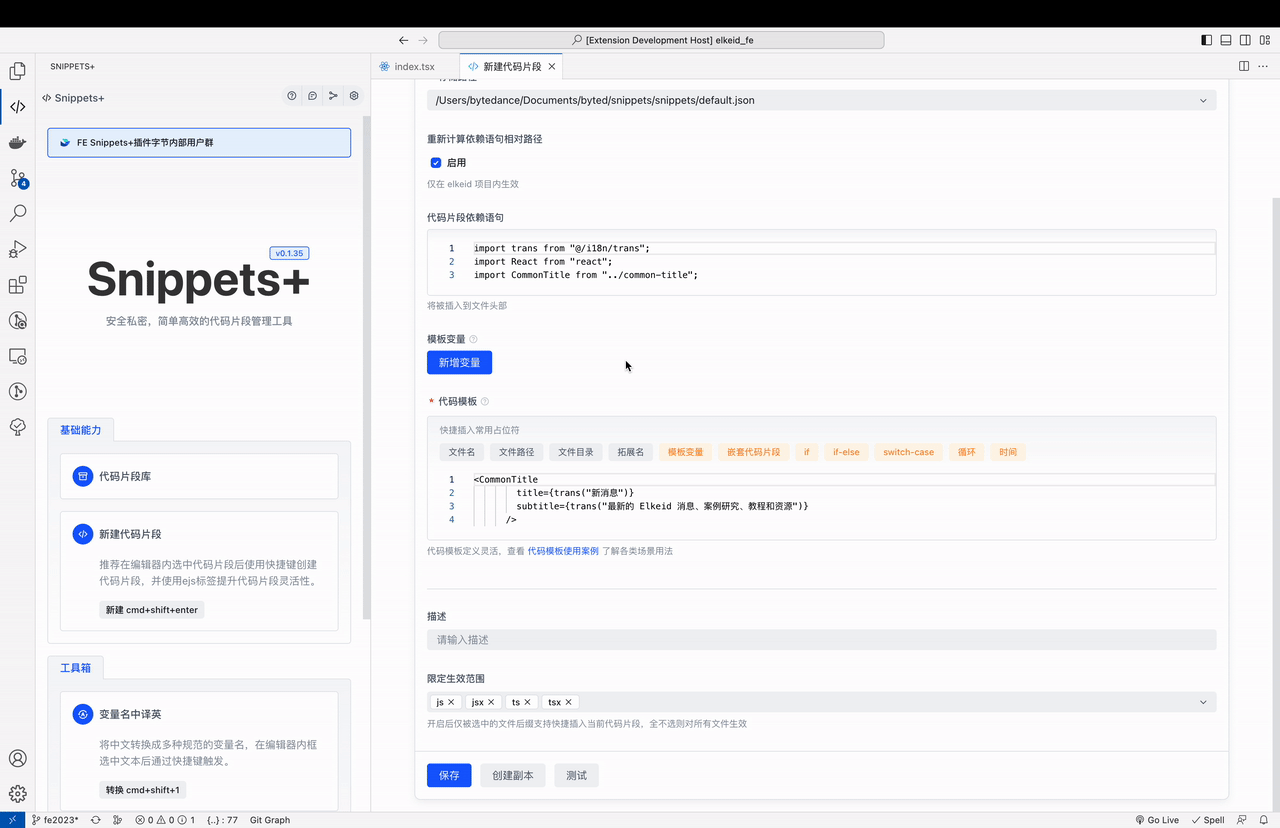 [Extension Development Host] elkeid_fe
SNIPPETS+
Snippets+
FE Snippets+插件字节内部用户群
v0.1.35
Snippets+
安全私密，简单高效的代码片段管理工具
基础能力
代码片段库
新建代码片段
推荐在编辑器内选中代码片段后使用快捷键创建
代码片段，并使用ejs标签提升代码片段灵活性。
新建 cmd+shift+enter
工具箱
变量名中译英
将中文转换成多种规范的变量名，在编辑器内框
选中文本后通过快捷键触发。
转换 cmd+shift+1
index.tsx
新建代码片段
/Users/bytedance/Documents/byted/snippets/snippets/default.json
重新计算依赖语句相对路径
启用
仅在 elkeid 项目内生效
代码片段依赖语句
1 import trans from "@/i18n/trans";
2 import React from "react";
3 import CommonTitle from "../common-title";
将被插入到文件头部
模板变量
新增变量
* 代码模板
快捷插入常用占位符
文件名 文件路径 文件目录 拓展名 模板变量 嵌套代码片段 if if-else switch-case 循环 时间
1 <CommonTitle
2 title={trans("新消息")}
3 subtitle={trans("最新的 Elkeid 消息、案例研究、教程和资源")}
4 />
代码模板定义灵活，查看 代码模板使用案例 了解各类场景用法
描述
请输入描述
限定生效范围
js jsx ts tsx
开启后仅被选中的文件后缀支持快捷插入当前代码片段，全不选则对所有文件生效
保存 创建副本 测试
4
fe2023* 0 0 1 {..} : 77 Git Graph Go Live Spell